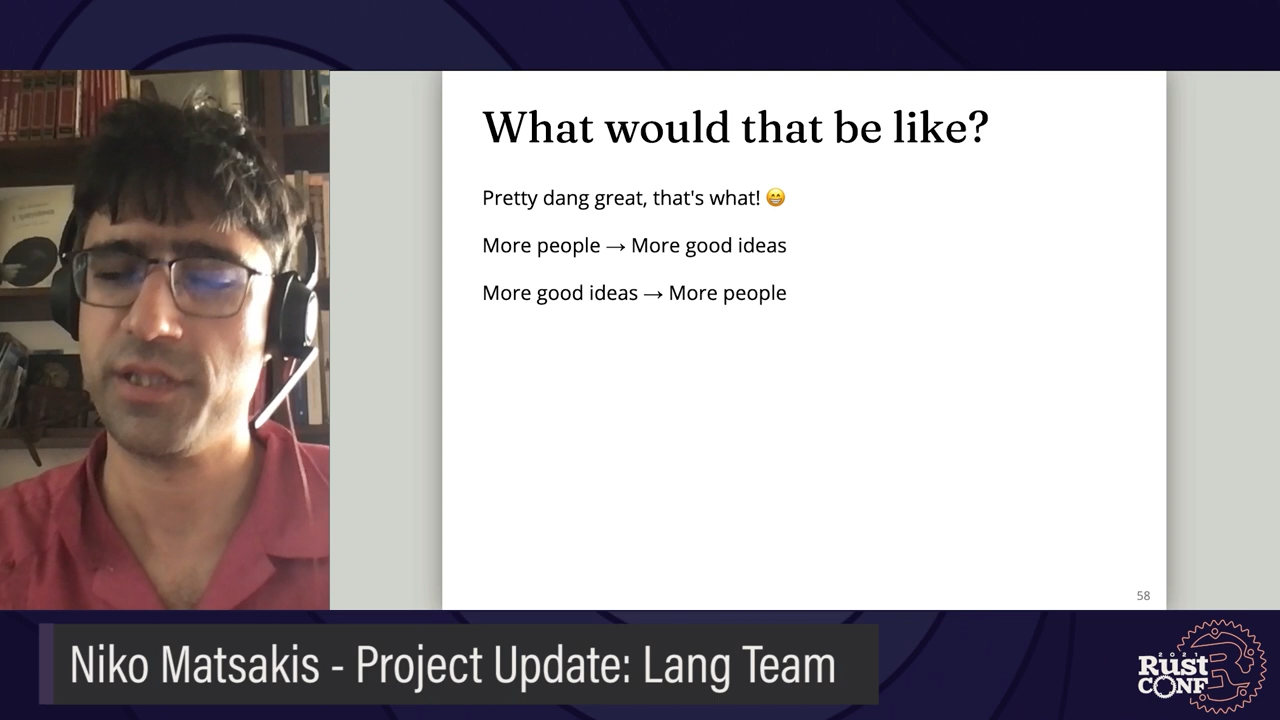 What would that be like?
Pretty dang great, that's what! 😁
More people → More good ideas
More good ideas → More people
58
Niko Matsakis - Project Update: Lang Team
2021
Rust
CONF